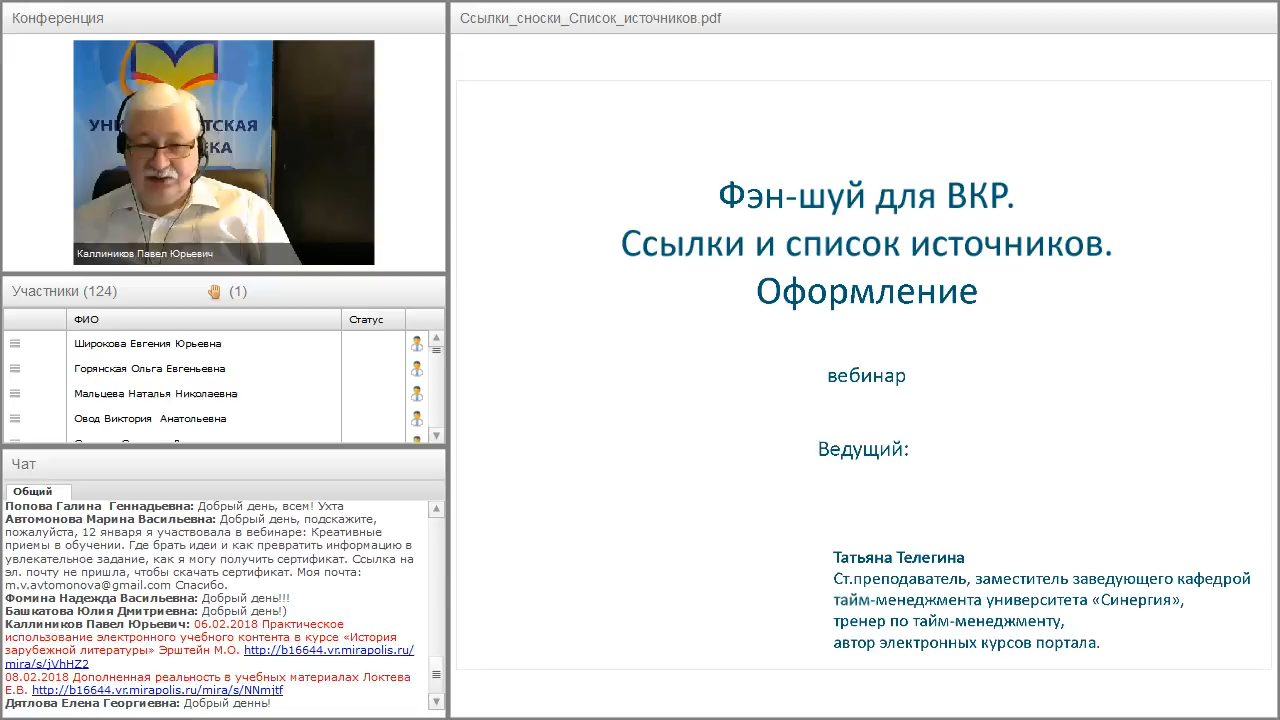 Конференция
Каллиников Павел Юрьевич
Участники (124)
(1)
ФИО
Статус
Широкова Евгения Юрьевна
Горянская Ольга Евгеньевна
Мальцева Наталья Николаевна
Овод Виктория Анатольевна
Чат
Общий
Попова Галина Геннадьевна: Добрый день, всем! Ухта
Автомонова Марина Васильевна: Добрый день, подскажите,
пожалуйста, 12 января я участвовала в вебинаре: Креативные
приемы в обучении. Где брать идеи и как превратить информацию в
увлекательное задание, как я могу получить сертификат. Ссылка на
эл. почту не пришла, чтобы скачать сертификат. Моя почта:
m.v.avtomonova@gmail.com Спасибо.
Фомина Надежда Васильевна: Добрый день!!!
Башкатова Юлия Дмитриевна: Добрый день!)
Каллиников Павел Юрьевич: 06.02.2018 Практическое
использование электронного учебного контента в курсе «История
зарубежной литературы» Эрштейн М.О. http://b16644.vr.mirapolis.ru/
mira/s/jVhHZ2
08.02.2018 Дополненная реальность в учебных материалах Локтева
Е.В. http://b16644.vr.mirapolis.ru/mira/s/NNmjtf
Дятлова Елена Георгиевна: Добрый деннь!
Ссылки_сноски_Список_источников.pdf
Фэн-шуй для ВКР.
Ссылки и список источников.
Оформление
вебинар
Ведущий:
Татьяна Телегина
Ст.преподаватель, заместитель заведующего кафедрой
тайм-менеджмента университета «Синергия»,
тренер по тайм-менеджменту,
автор электронных курсов портала.